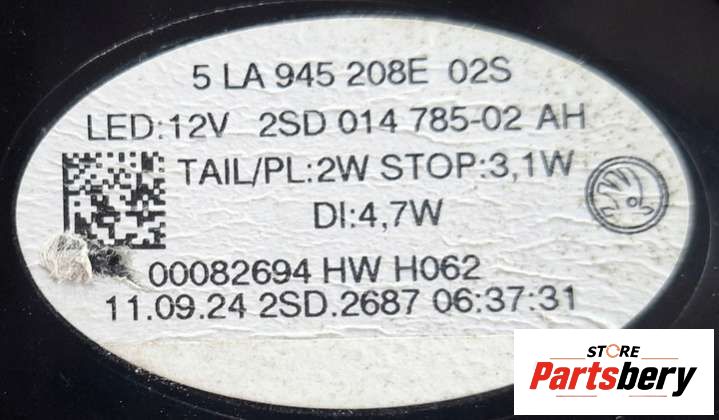 5 LA 945 208E 02S
LED:12V 2SD 014 785-02 AH
TAIL/PL:2W STOP:3,1W
DI:4,7W
00082694 HW H062
11.09.24 2SD.2687 06:37:31
STORE
Partsbery